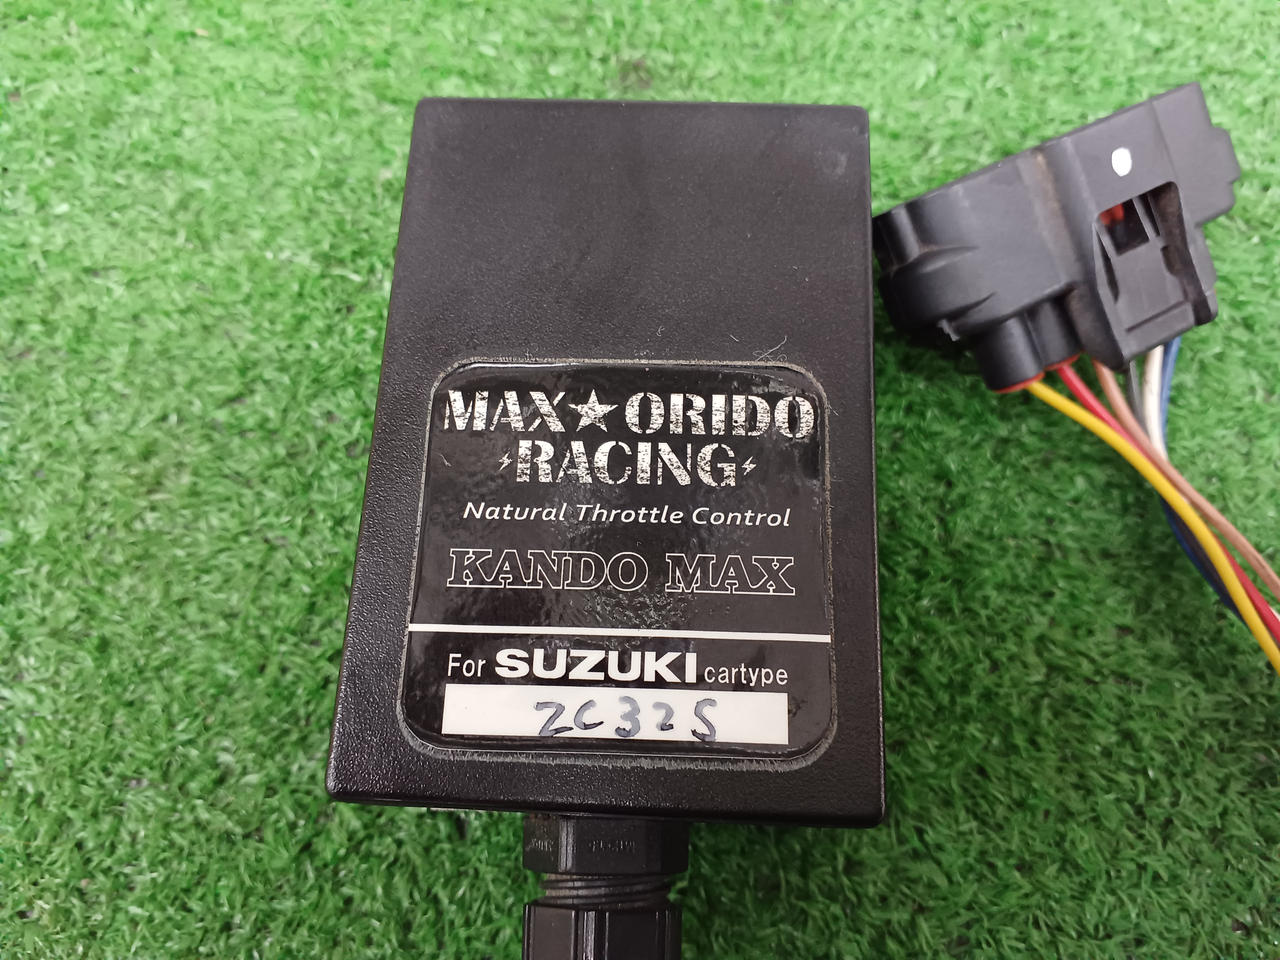 MAX★ORIDO
RACING
Natural Throttle Control
KANDO MAX
For SUZUKI cartype
ZC32S